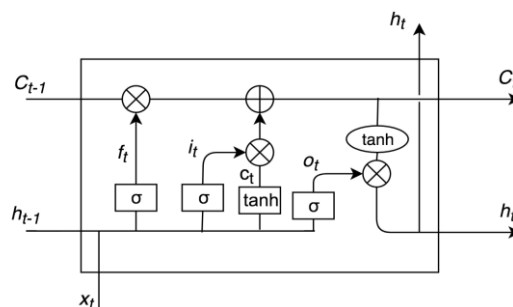 h_t
C_{t-1}
C
tanh
f_t
i_t
o_t
c_t
σ
σ
tanh
σ
h_{t-1}
h_t
x_t